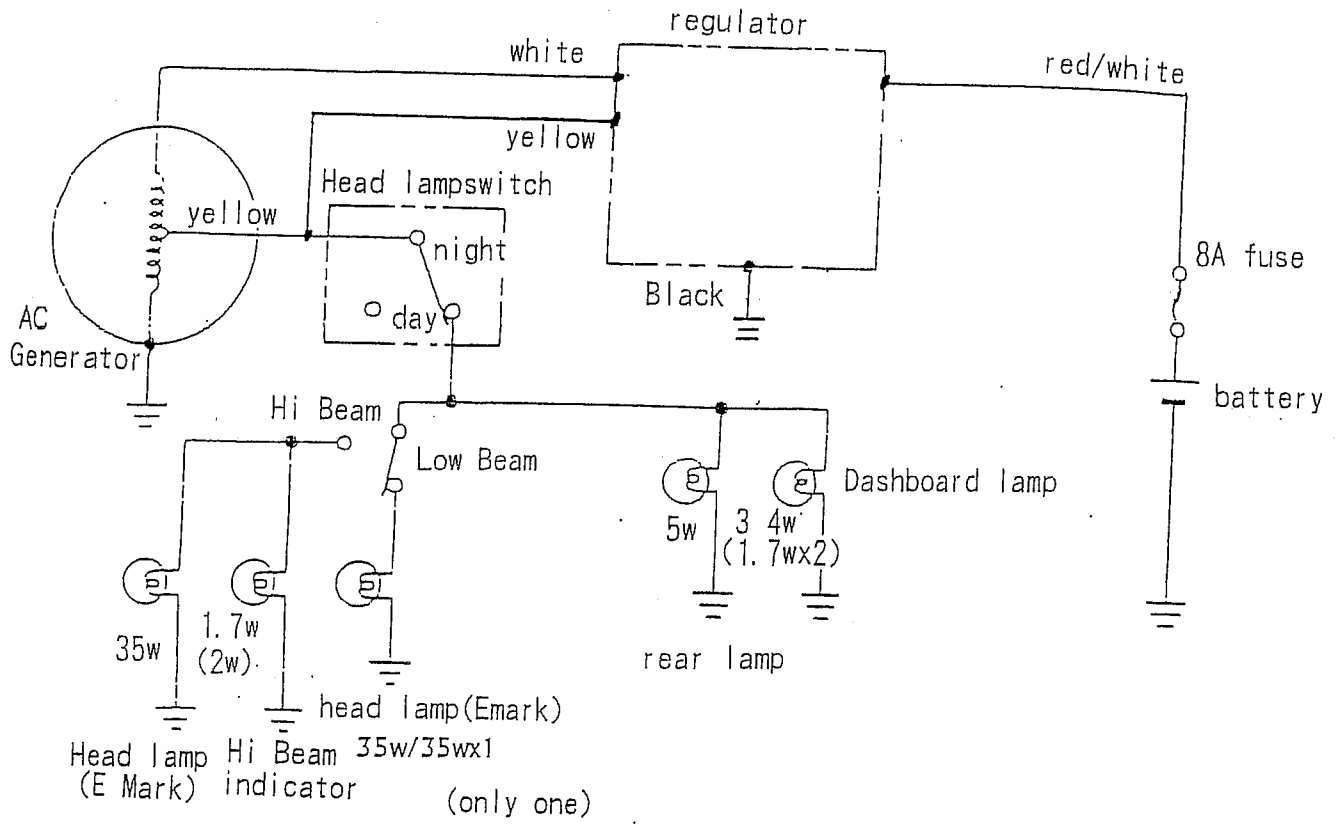 regulator
white
red/white
yellow
Head lampswitch
yellow
night
8A fuse
Black
day
AC
Generator
battery
Hi Beam
Low Beam
Dashboard lamp
5w
3 4w
(1.7wx2)
1.7w
35w
(2w)
rear lamp
head lamp(Emark)
35w/35wx1
Head lamp
(E Mark)
Hi Beam
indicator
(only one)